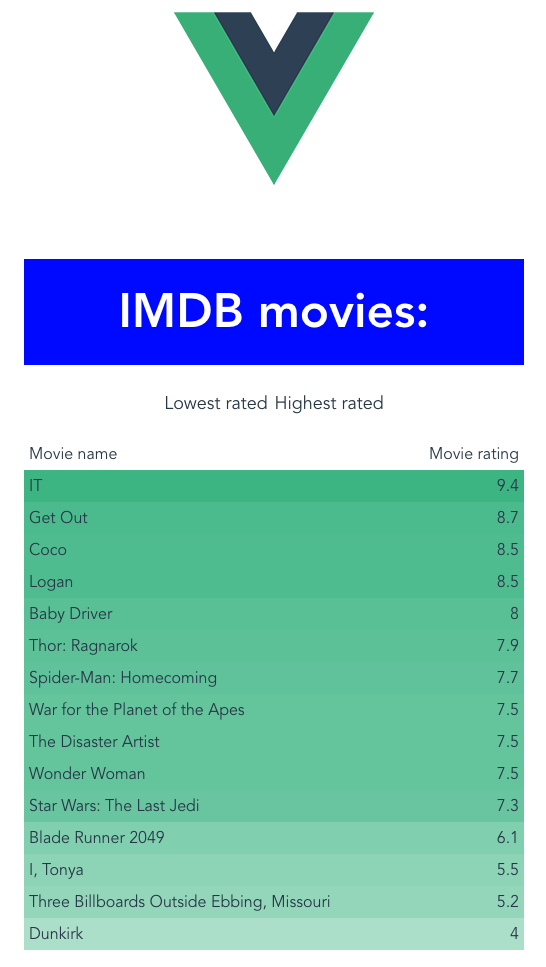 IMDB movies:
Lowest rated Highest rated
Movie name Movie rating
IT 9.4
Get Out 8.7
Coco 8.5
Logan 8.5
Baby Driver 8
Thor: Ragnarok 7.9
Spider-Man: Homecoming 7.7
War for the Planet of the Apes 7.5
The Disaster Artist 7.5
Wonder Woman 7.5
Star Wars: The Last Jedi 7.3
Blade Runner 2049 6.1
I, Tonya 5.5
Three Billboards Outside Ebbing, Missouri 5.2
Dunkirk 4